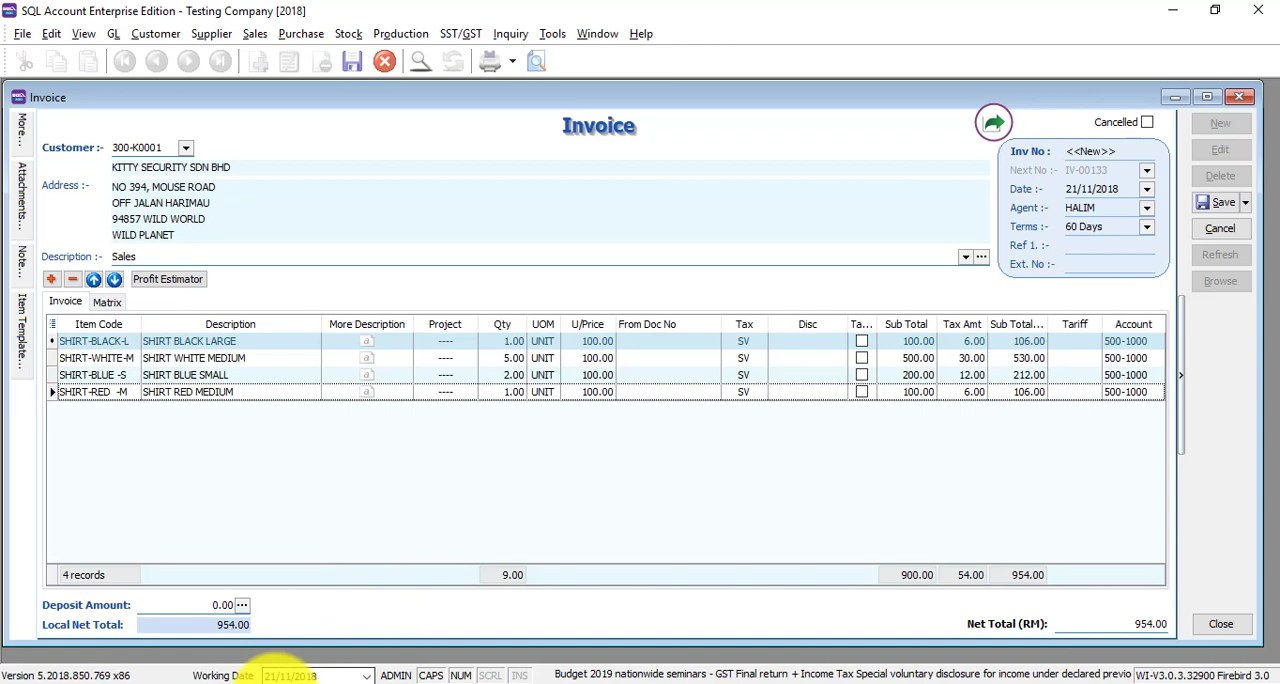 SQL Account Enterprise Edition - Testing Company [2018]
File Edit View GL Customer Supplier Sales Purchase Stock Production SST/GST Inquiry Tools Window Help
Invoice
More...
Attachments...
Note...
Item Template...
Invoice
Cancelled
Customer :- 300-K0001
KITTY SECURITY SDN BHD
Address :- NO 394, MOUSE ROAD
OFF JALAN HARIMAU
94857 WILD WORLD
WILD PLANET
Description :- Sales
Inv No : <<New>>
Next No :- IV-00133
Date :- 21/11/2018
Agent :- HALIM
Terms :- 60 Days
Ref 1. :-
Ext. No :-
New
Edit
Delete
Save
Cancel
Refresh
Browse
Profit Estimator
Invoice Matrix
Item Code Description More Description Project Qty UOM U/Price From Doc No Tax Disc Ta... Sub Total Tax Amt Sub Total... Tariff Account
SHIRT-BLACK-L SHIRT BLACK LARGE a ---- 1.00 UNIT 100.00 SV 100.00 6.00 106.00 500-1000
SHIRT-WHITE-M SHIRT WHITE MEDIUM a ---- 5.00 UNIT 100.00 SV 500.00 30.00 530.00 500-1000
SHIRT-BLUE -S SHIRT BLUE SMALL a ---- 2.00 UNIT 100.00 SV 200.00 12.00 212.00 500-1000
SHIRT-RED -M SHIRT RED MEDIUM a ---- 1.00 UNIT 100.00 SV 100.00 6.00 106.00 500-1000
4 records 9.00 900.00 54.00 954.00
Deposit Amount: 0.00
Local Net Total: 954.00
Net Total (RM): 954.00
Close
Version 5.2018.850.769 x86 Working Date 21/11/2018 ADMIN CAPS NUM SCRL INS Budget 2019 nationwide seminars - GST Final return + Income Tax Special voluntary disclosure for income under declared previo WI-V3.0.3.32900 Firebird 3.0